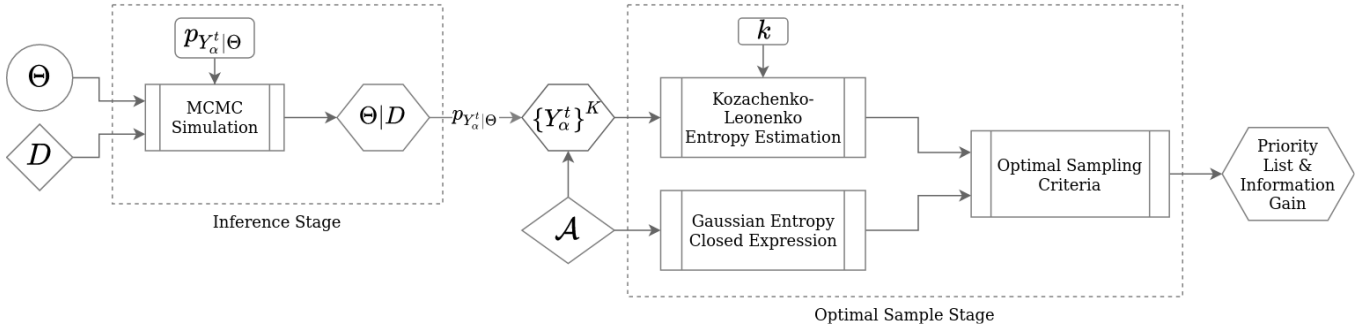 p_{Y_α^t|Θ}
k
Θ
MCMC
Simulation
Θ|D
p_{Y_α^t|Θ}
{Y_α^t}^K
Kozachenko-
Leonenko
Entropy Estimation
D
Optimal Sampling
Criteria
Priority
List &
Information
Gain
Inference Stage
𝒜
Gaussian Entropy
Closed Expression
Optimal Sample Stage